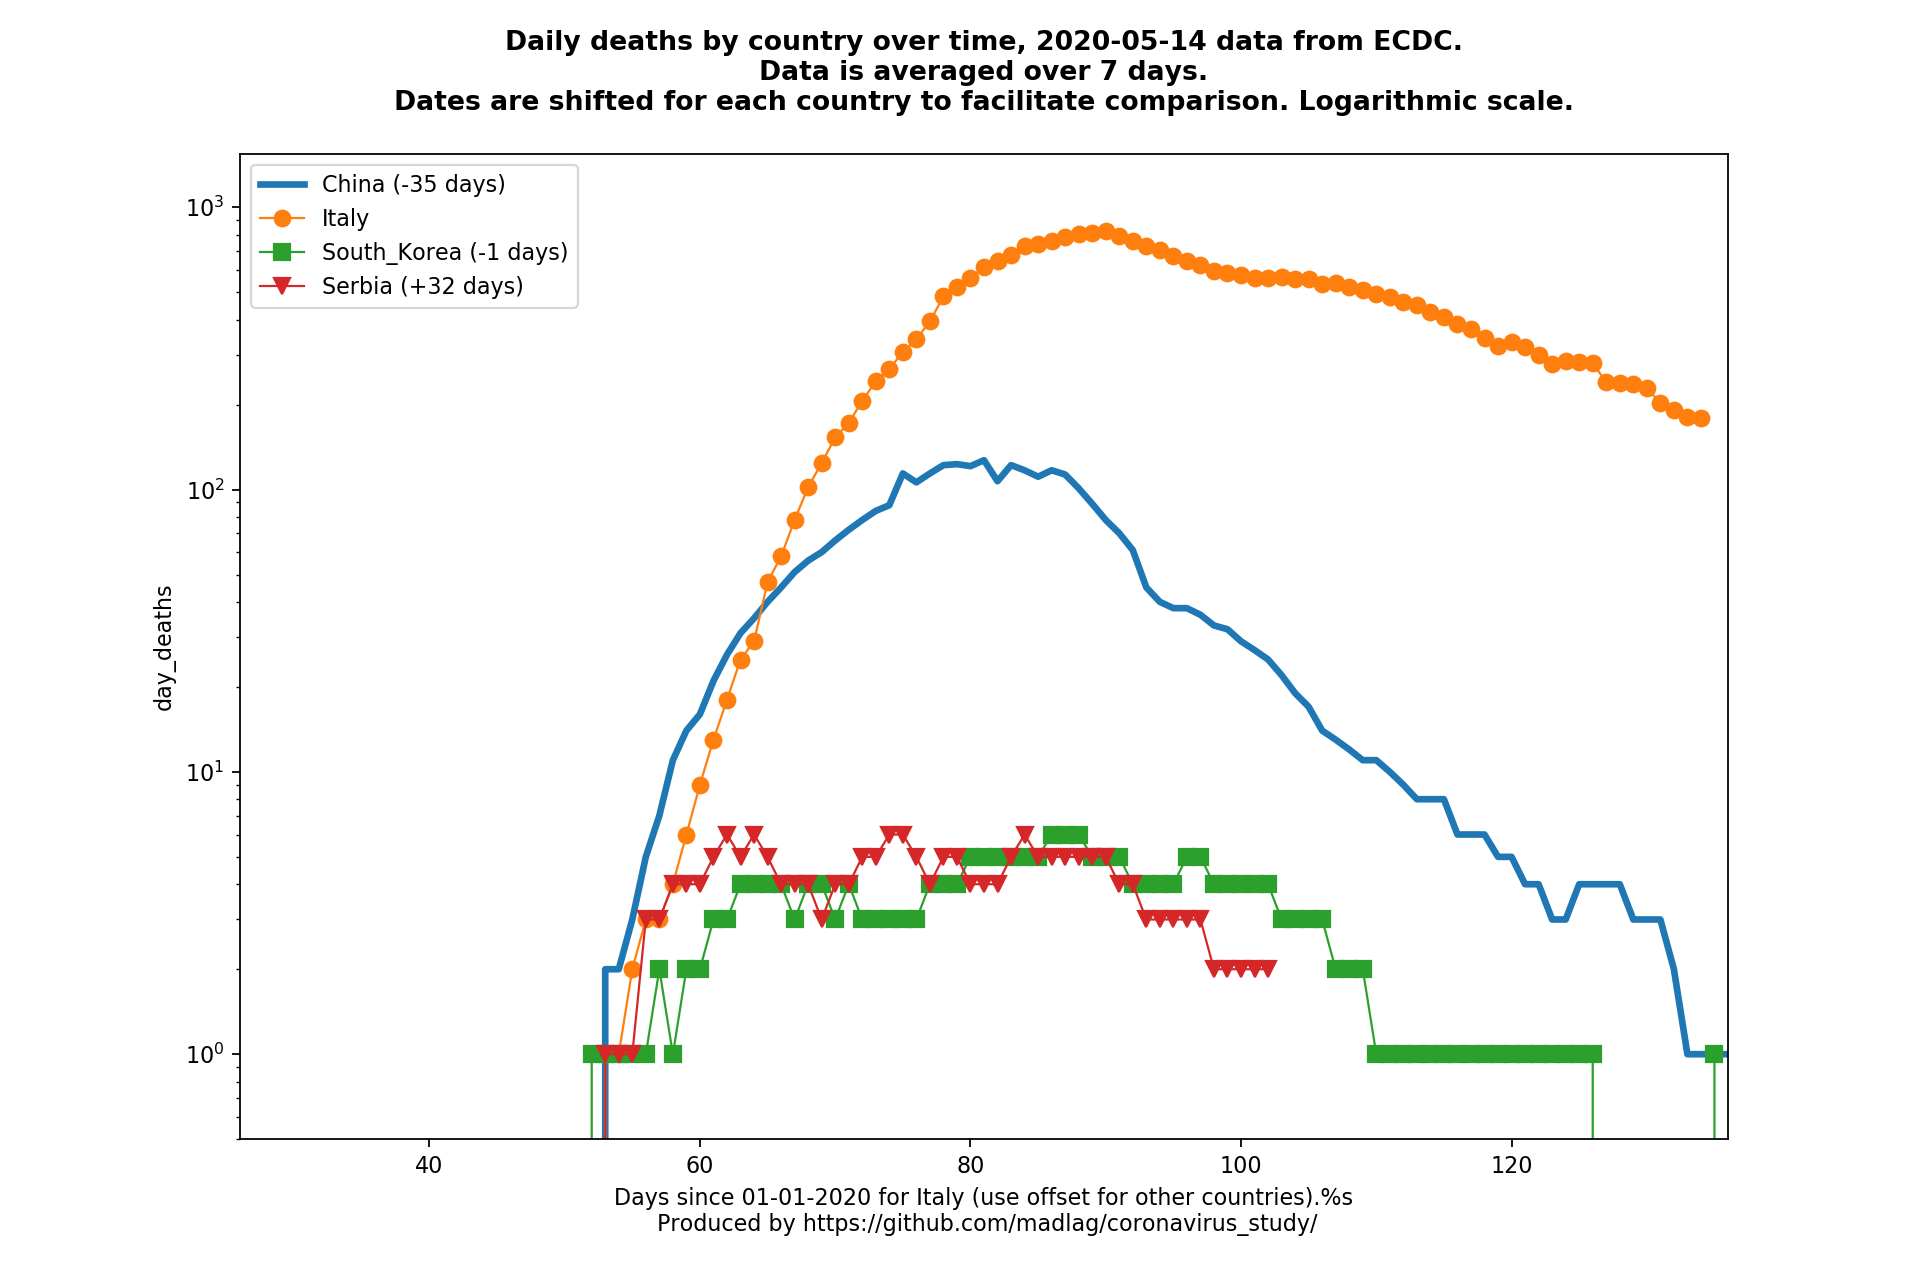 Daily deaths by country over time, 2020-05-14 data from ECDC.
Data is averaged over 7 days.
Dates are shifted for each country to facilitate comparison. Logarithmic scale.
China (-35 days)
Italy
South_Korea (-1 days)
Serbia (+32 days)
10³
10²
10¹
10⁰
day_deaths
40 60 80 100 120
Days since 01-01-2020 for Italy (use offset for other countries).%s
Produced by https://github.com/madlag/coronavirus_study/